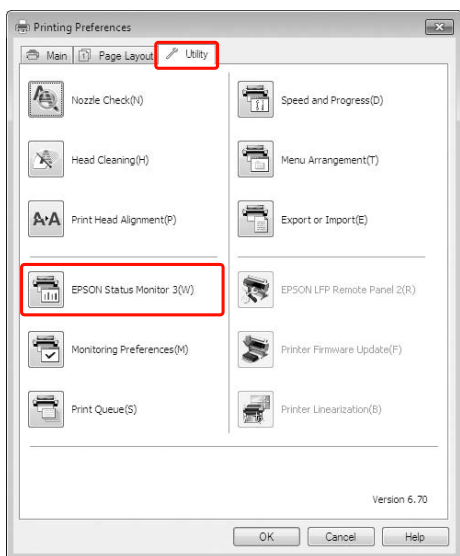 Printing Preferences
Main Page Layout Utility
Nozzle Check(N) Speed and Progress(D)
Head Cleaning(H) Menu Arrangement(T)
A▸A Print Head Alignment(P) Export or Import(E)
EPSON Status Monitor 3(W) EPSON LFP Remote Panel 2(R)
Monitoring Preferences(M) Printer Firmware Update(F)
Print Queue(S) Printer Linearization(B)
Version 6.70
OK Cancel Help